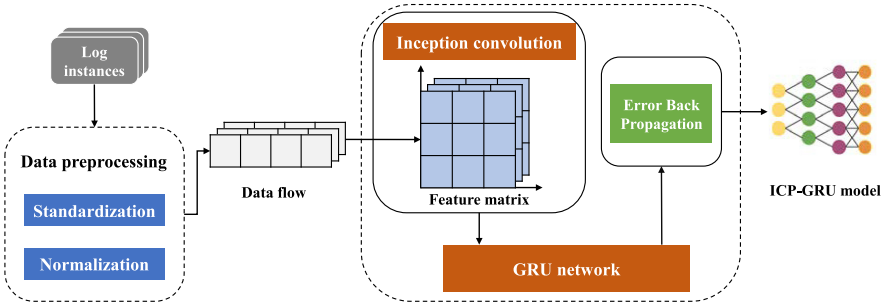 Log
instances
Data preprocessing
Standardization
Normalization
Data flow
Inception convolution
Feature matrix
GRU network
Error Back
Propagation
ICP-GRU model